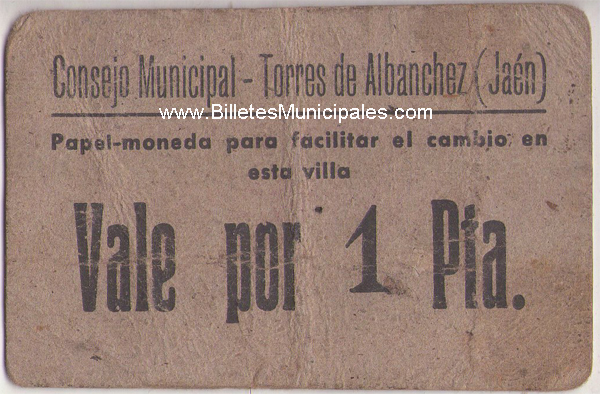 Consejo Municipal - Torres de Albanchez (Jaén)
www.BilletesMunicipales.com
Papel-moneda para facilitar el cambio en
esta villa
Vale por 1 Pta.